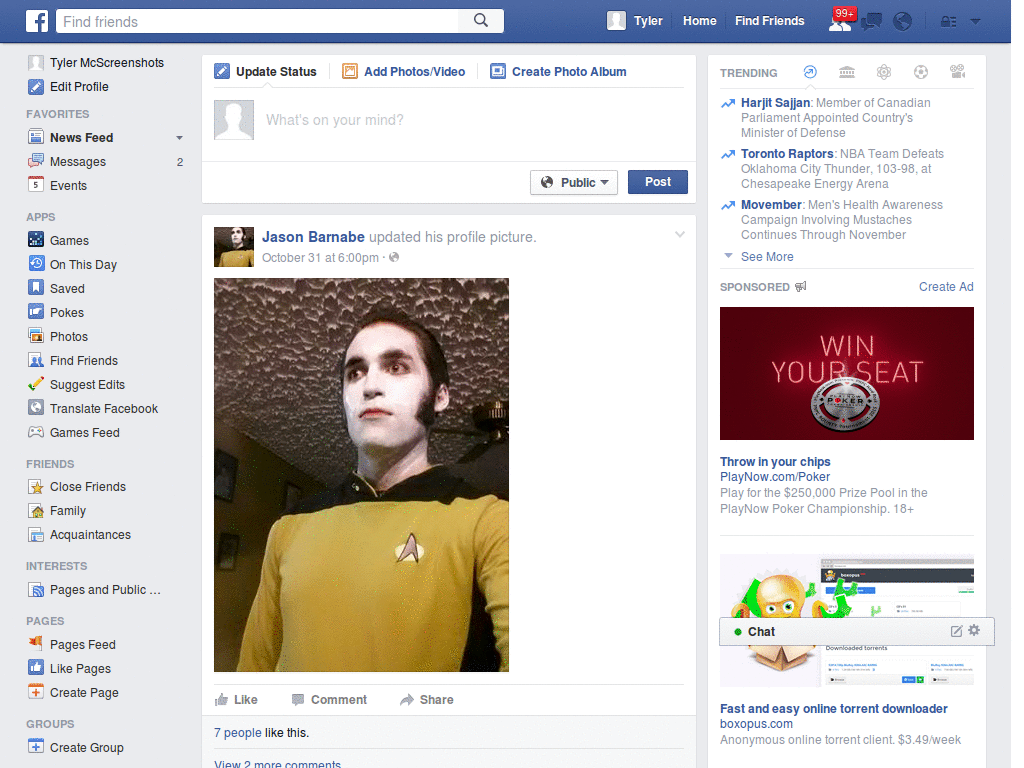 f
Find friends
Tyler
Home
Find Friends
99+
Tyler McScreenshots
Edit Profile
FAVORITES
News Feed
Messages 2
5 Events
APPS
Games
On This Day
Saved
Pokes
Photos
Find Friends
Suggest Edits
Translate Facebook
Games Feed
FRIENDS
Close Friends
Family
Acquaintances
INTERESTS
Pages and Public ...
PAGES
Pages Feed
Like Pages
Create Page
GROUPS
Create Group
Update Status Add Photos/Video Create Photo Album
What's on your mind?
Public Post
Jason Barnabe updated his profile picture.
October 31 at 6:00pm ·
Like Comment Share
7 people like this.
View 2 more comments
TRENDING
Harjit Sajjan: Member of Canadian
Parliament Appointed Country's
Minister of Defense
Toronto Raptors: NBA Team Defeats
Oklahoma City Thunder, 103-98, at
Chesapeake Energy Arena
Movember: Men's Health Awareness
Campaign Involving Mustaches
Continues Through November
See More
SPONSORED Create Ad
WIN
YOUR SEAT
PLAYNOW
POKER
Throw in your chips
PlayNow.com/Poker
Play for the $250,000 Prize Pool in the
PlayNow Poker Championship. 18+
boxopus
Chat
Downloaded torrents
Fast and easy online torrent downloader
boxopus.com
Anonymous online torrent client. $3.49/week